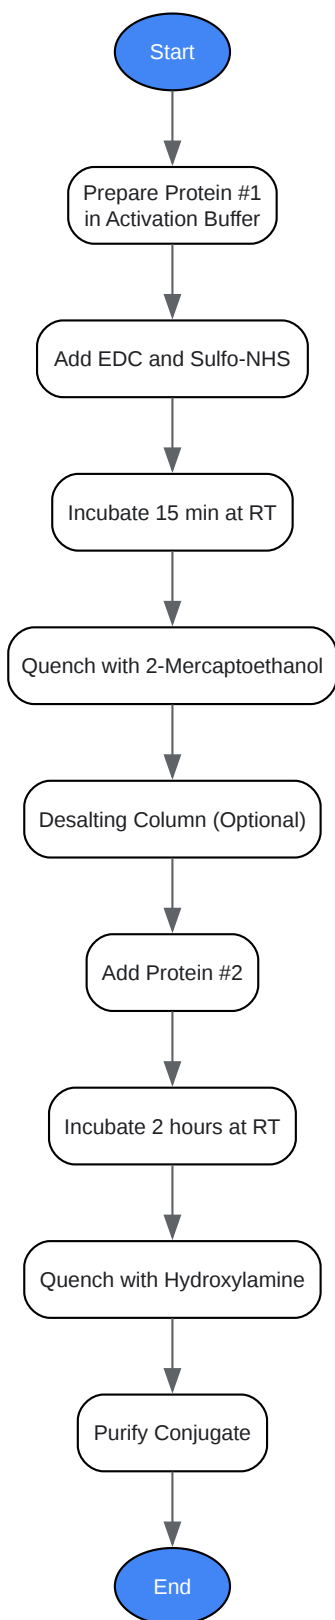 Start
Prepare Protein #1
in Activation Buffer
Add EDC and Sulfo-NHS
Incubate 15 min at RT
Quench with 2-Mercaptoethanol
Desalting Column (Optional)
Add Protein #2
Incubate 2 hours at RT
Quench with Hydroxylamine
Purify Conjugate
End